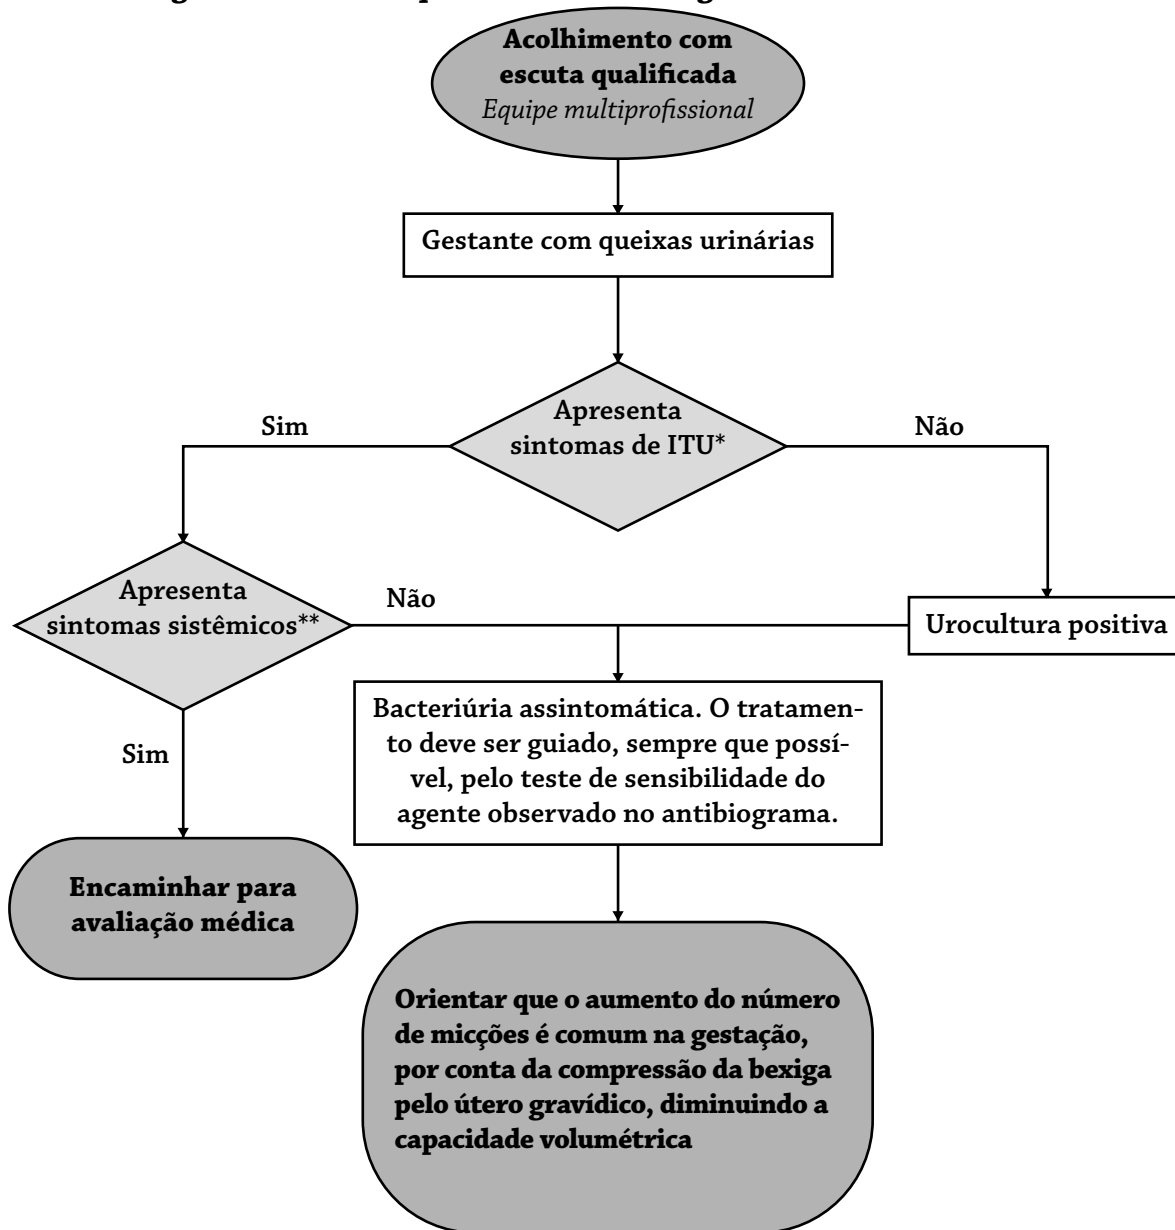 Acolhimento com
escuta qualificada
Equipe multiprofissional
Gestante com queixas urinárias
Apresenta
sintomas de ITU*
Sim
Não
Apresenta
sintomas sistêmicos**
Não
Urocultura positiva
Sim
Bacteriúria assintomática. O tratamen-
to deve ser guiado, sempre que possí-
vel, pelo teste de sensibilidade do
agente observado no antibiograma.
Encaminhar para
avaliação médica
Orientar que o aumento do número
de micções é comum na gestação,
por conta da compressão da bexiga
pelo útero gravídico, diminuindo a
capacidade volumétrica